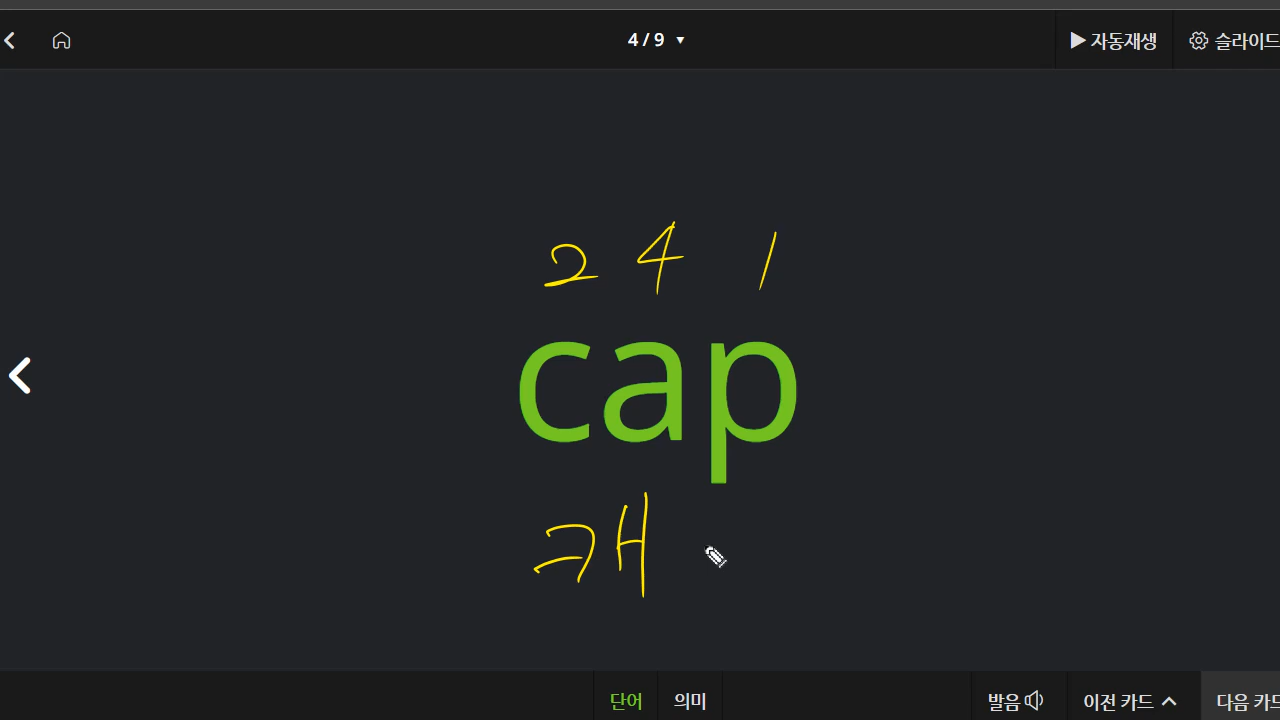 4 / 9 ▼ ▶ 자동재생 슬라이드
2 4 1
cap
캐
단어 의미 발음 이전 카드 다음 카드